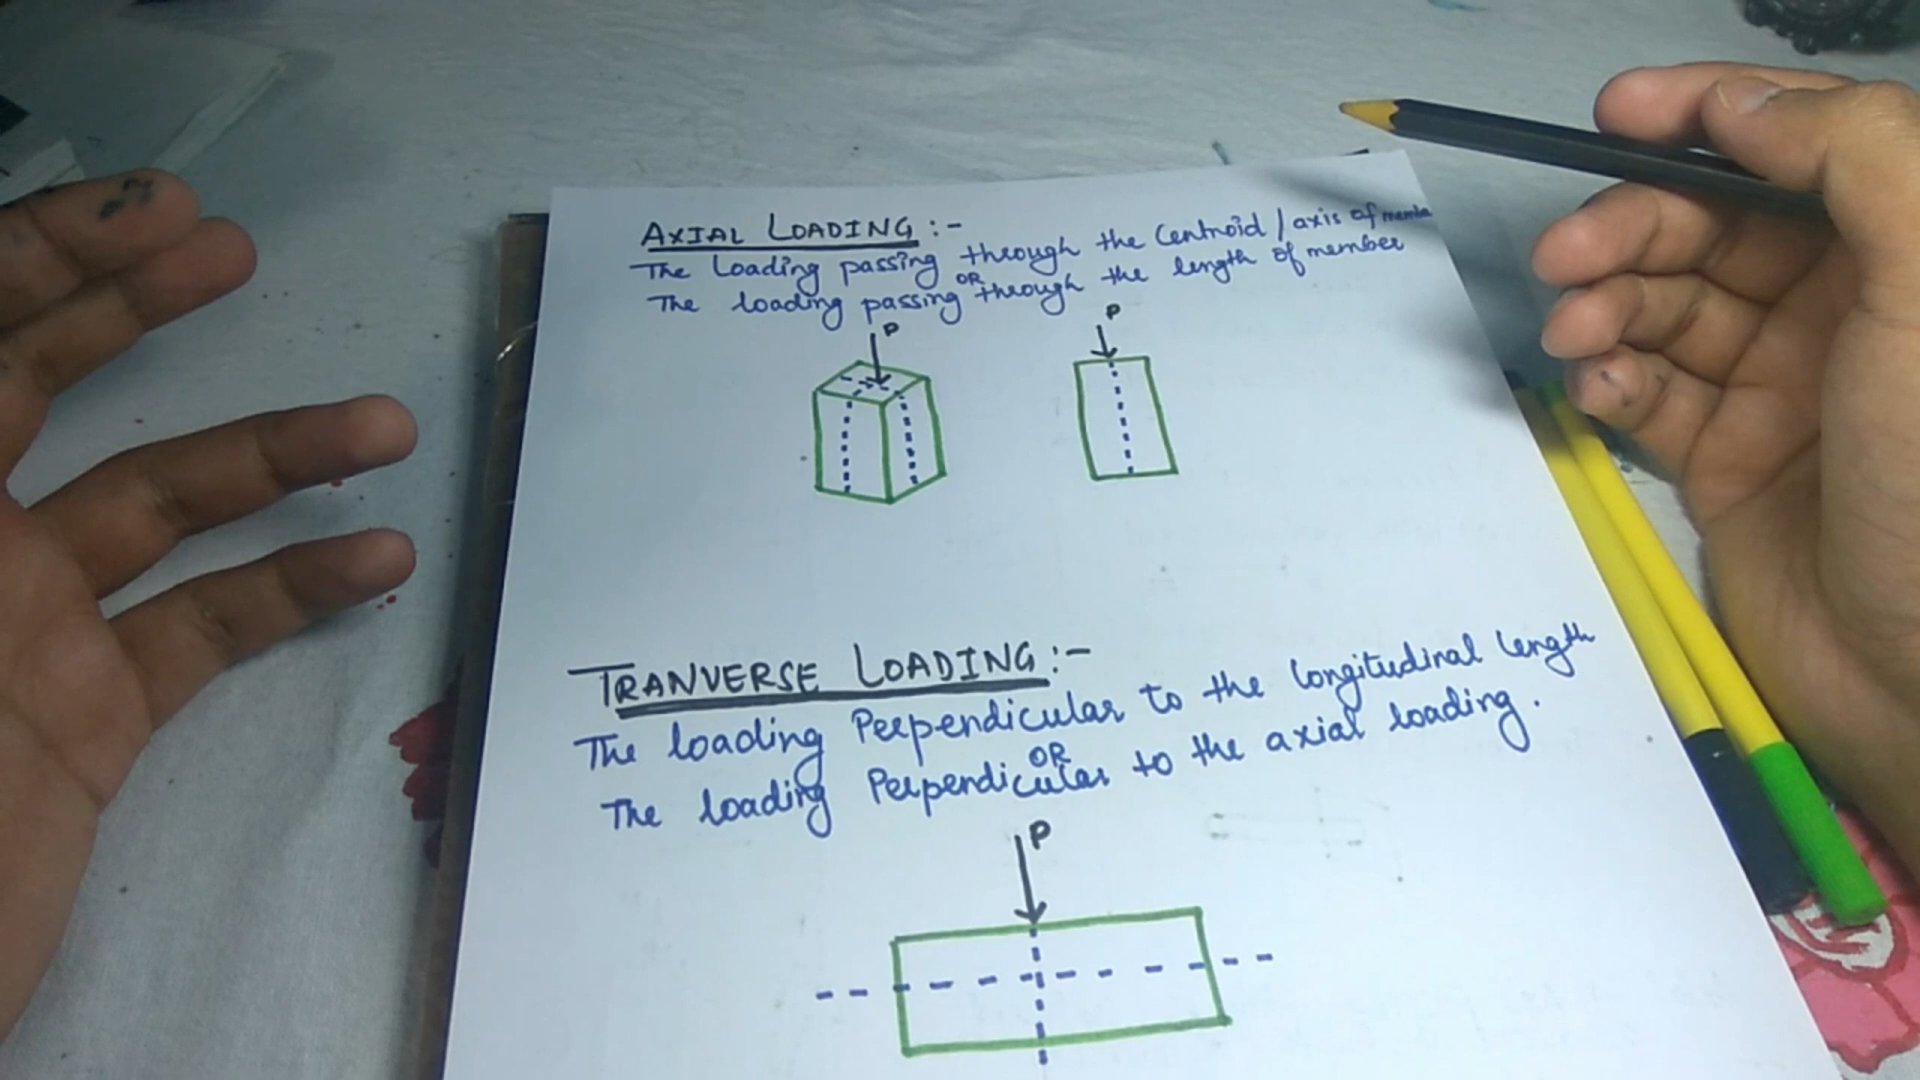 AXIAL LOADING :-
The Loading passing through the Centroid / axis of member
OR
The loading passing through the length of member
P
P
TRANVERSE LOADING :-
The loading Perpendicular to the longitudinal length
OR
The loading Perpendicular to the axial loading.
P